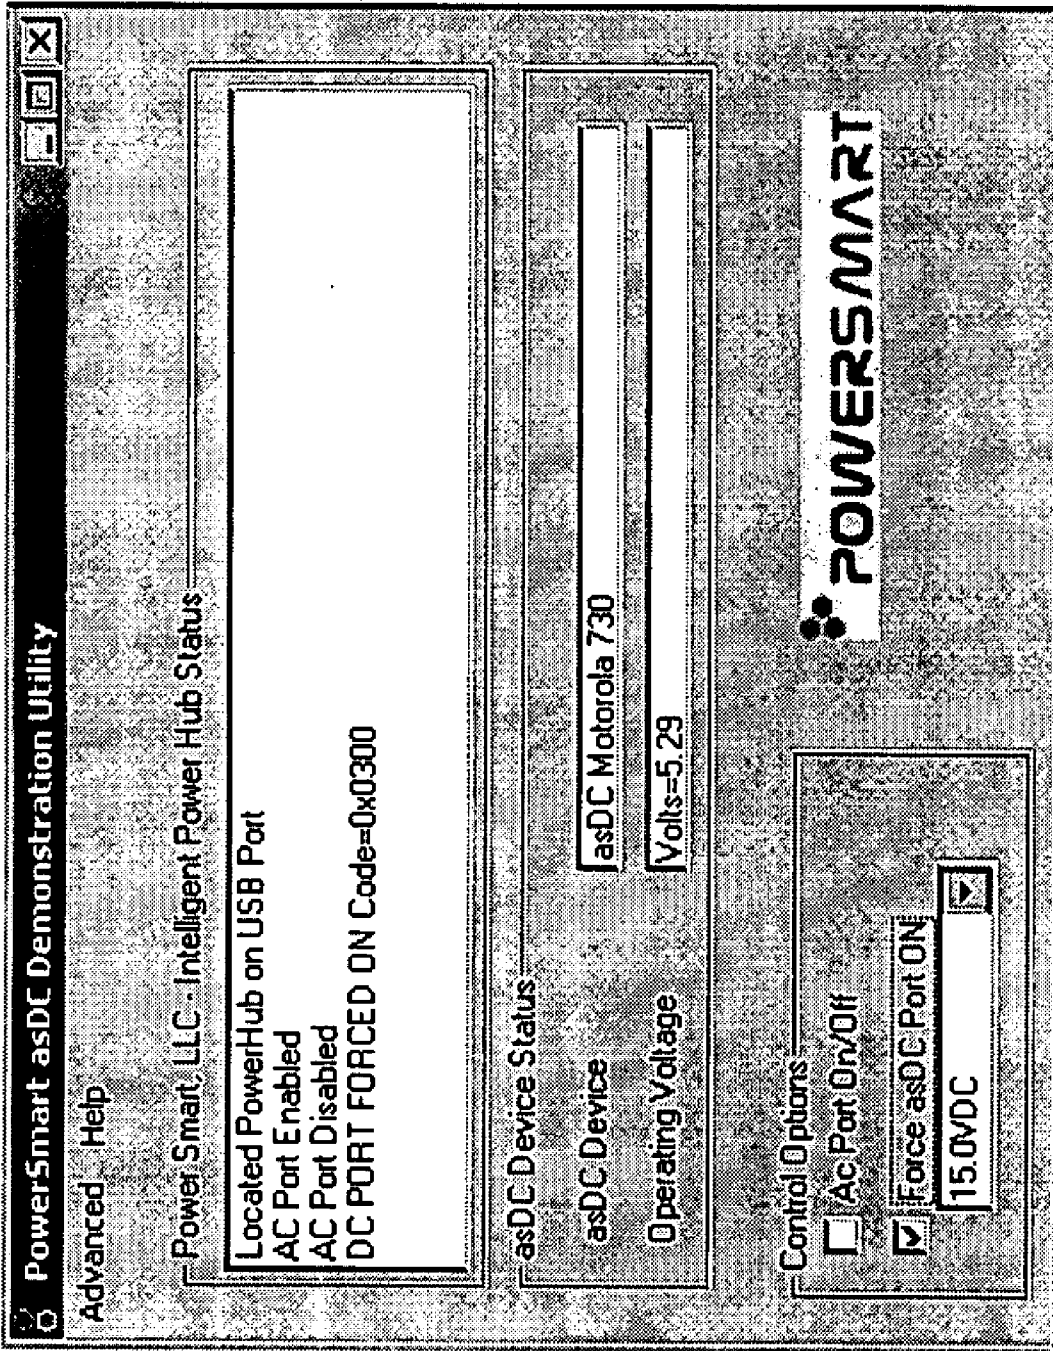 PowerSmart asDC Demonstration Utility
Advanced Help
Power Smart, LLC - Intelligent Power Hub Status
Located PowerHub on USB Port
AC Port Enabled
AC Port Disabled
DC PORT FORCED ON Code=0x0300
asDC Device Status
asDC Device asDC Motorola 730
Operating Voltage Volts=5.29
Control Options
Ac Port On/Off
Force asDC Port ON
15.0VDC
POWERSMART